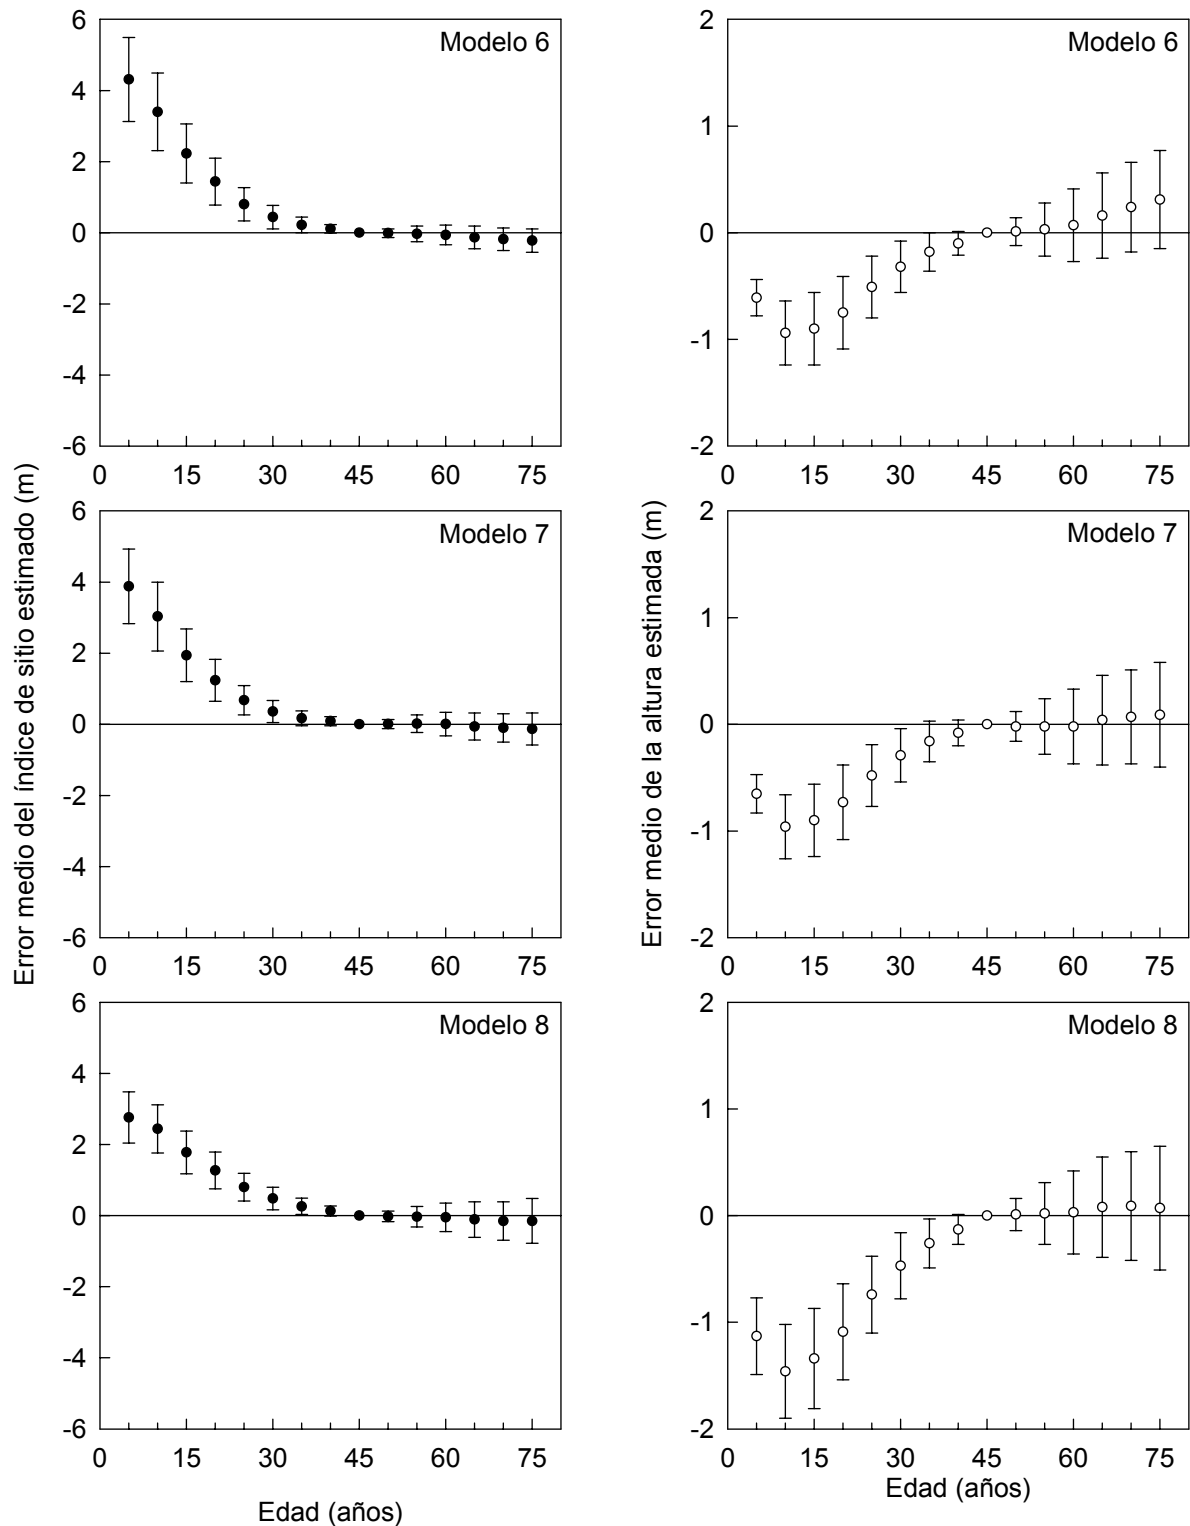 Error medio del índice de sitio estimado (m)
6
4
2
0
-2
-4
-6
Modelo 6
0 15 30 45 60 75
6
4
2
0
-2
-4
-6
Modelo 7
0 15 30 45 60 75
6
4
2
0
-2
-4
-6
Modelo 8
0 15 30 45 60 75
Edad (años)
Error medio de la altura estimada (m)
2
1
0
-1
-2
Modelo 6
0 15 30 45 60 75
2
1
0
-1
-2
Modelo 7
0 15 30 45 60 75
2
1
0
-1
-2
Modelo 8
0 15 30 45 60 75
Edad (años)